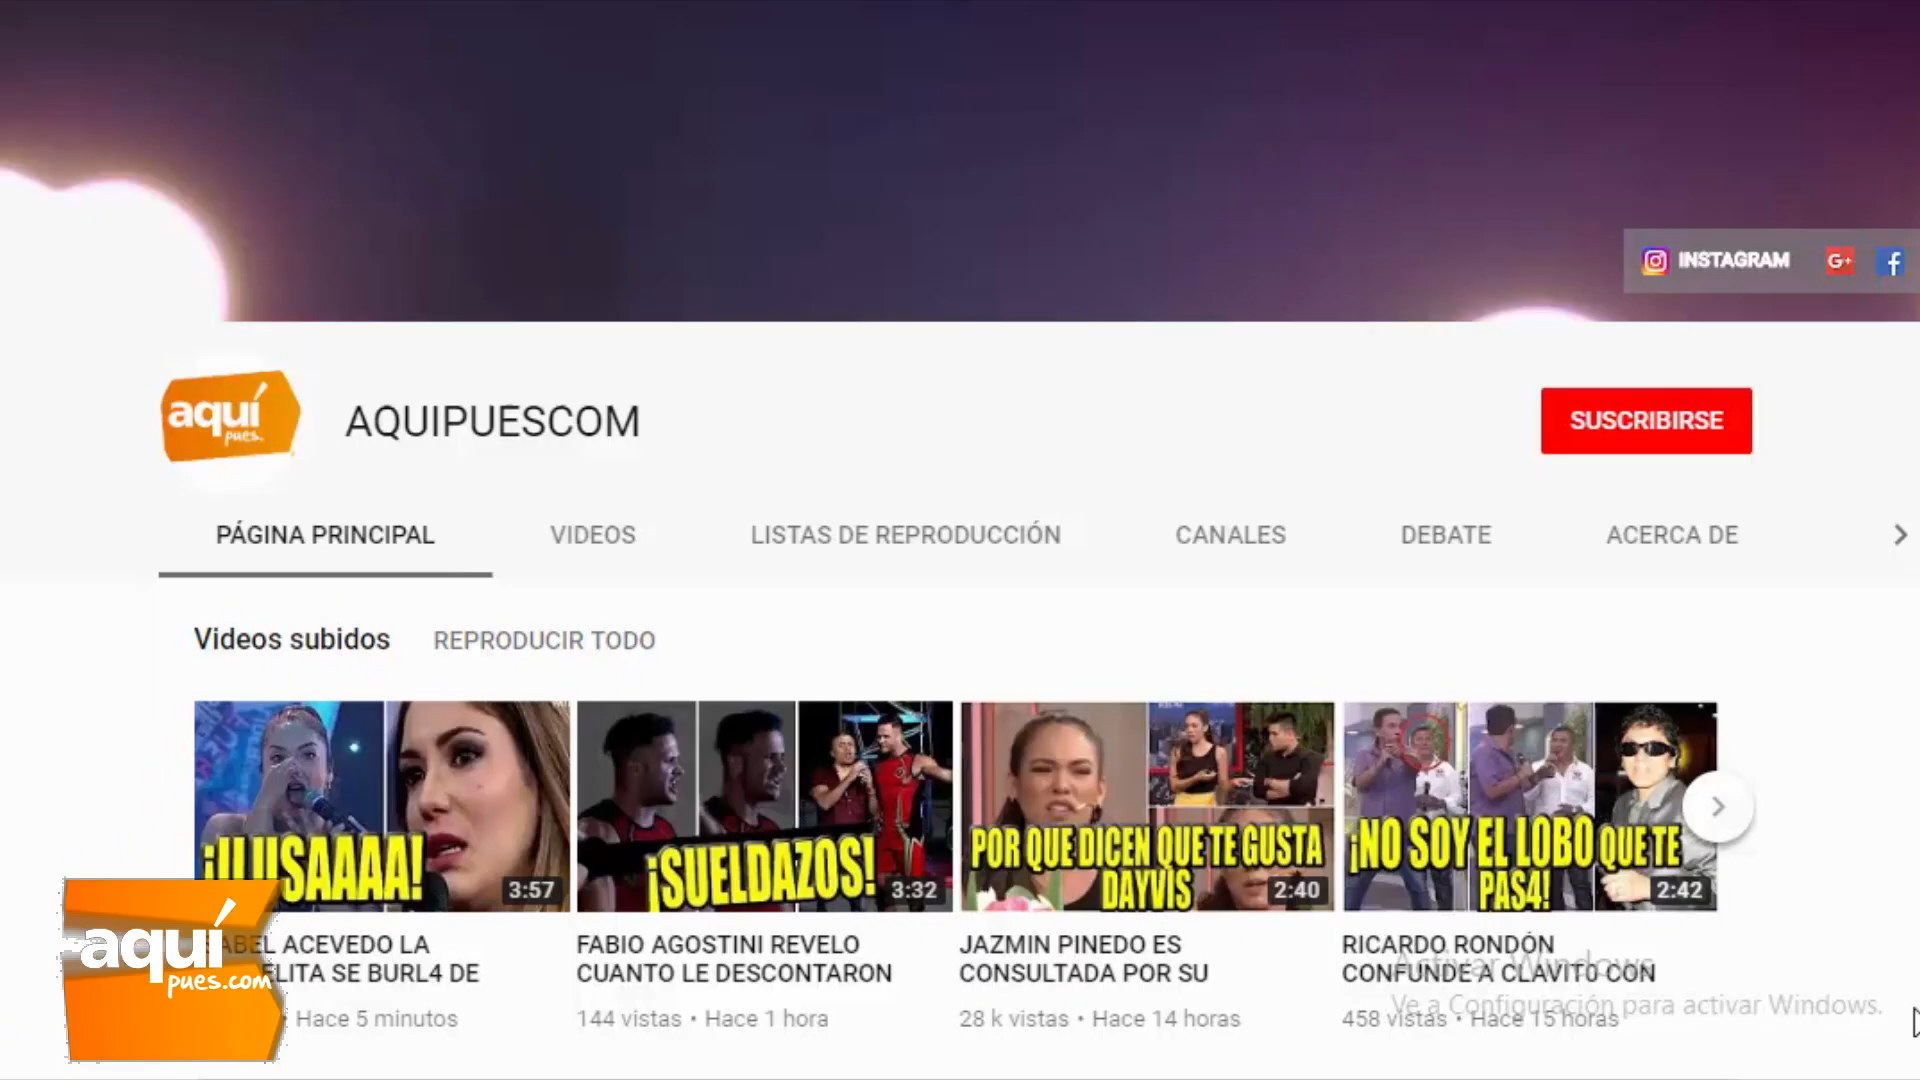 INSTAGRAM
G+
aquí
pues.
AQUIPUESCOM
SUSCRIBIRSE
PÁGINA PRINCIPAL
VIDEOS
LISTAS DE REPRODUCCIÓN
CANALES
DEBATE
ACERCA DE
Videos subidos
REPRODUCIR TODO
¡ILUSAAAA!
3:57
¡SUELDAZOS!
3:32
POR QUE DICEN QUE TE GUSTA
DAYVIS
2:40
¡NO SOY EL LOBO QUE TE
PAS4!
2:42
ACEVEDO LA
SE BURL4 DE
Hace 5 minutos
FABIO AGOSTINI REVELO
CUANTO LE DESCONTARON
144 vistas • Hace 1 hora
JAZMIN PINEDO ES
CONSULTADA POR SU
28 k vistas • Hace 14 horas
RICARDO RONDÓN
CONFUNDE A CLAVIT0 CON
458 vistas • Hace 15 horas
Activar Windows
Ve a Configuración para activar Windows.
aquí
pues.com